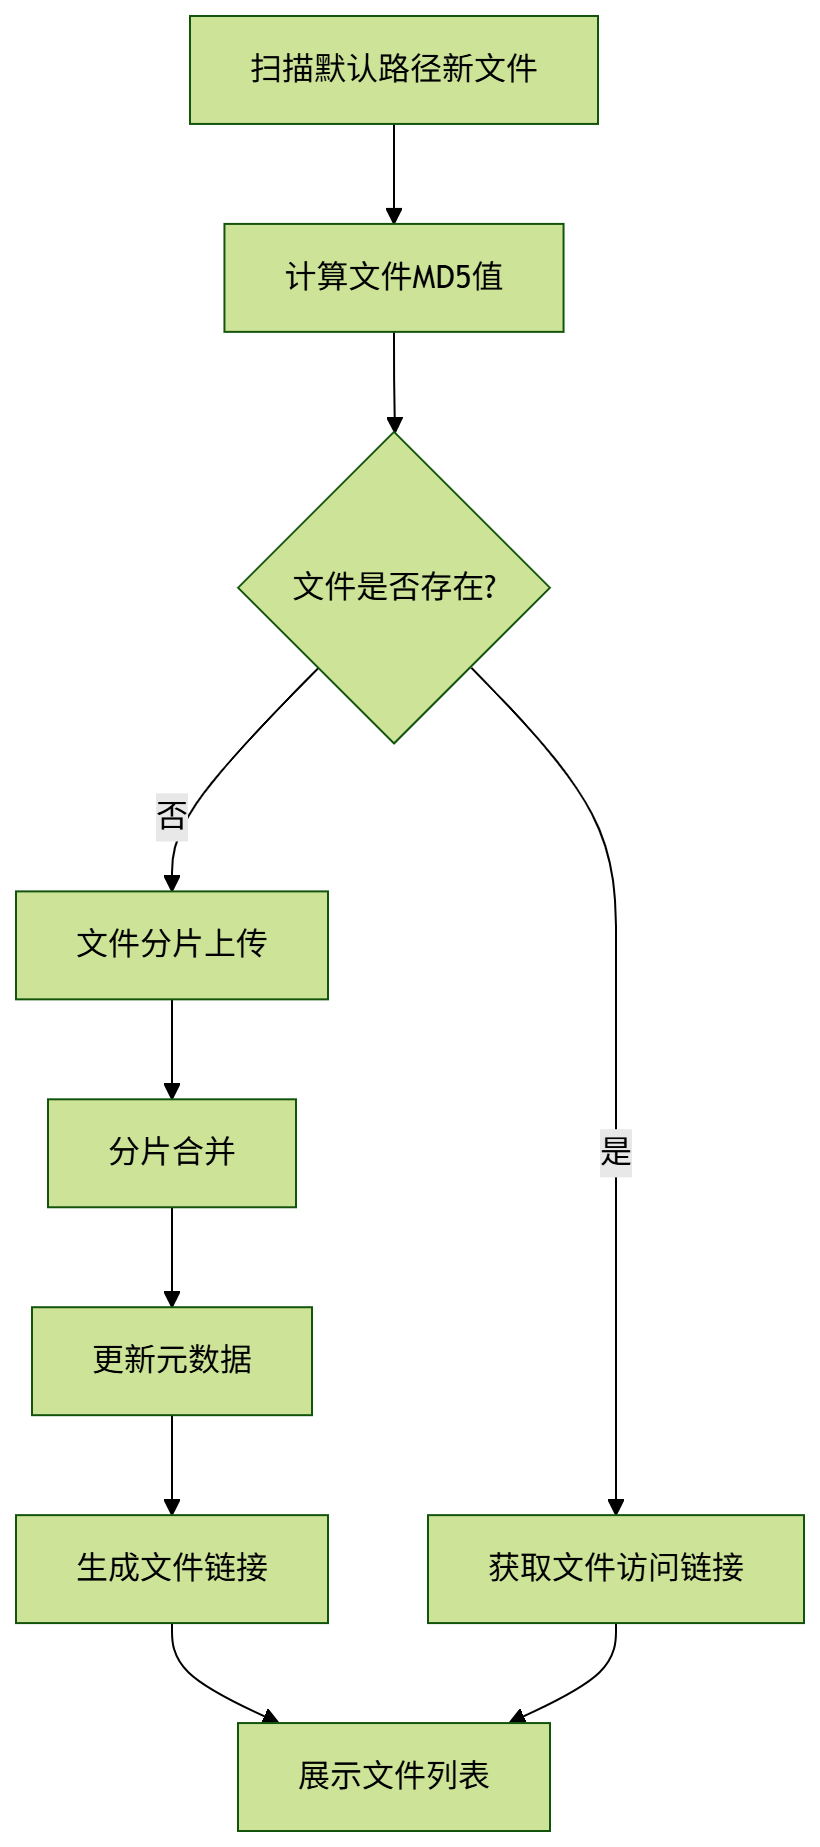 扫描默认路径新文件
计算文件MD5值
文件是否存在?
否
文件分片上传
分片合并
是
更新元数据
生成文件链接
获取文件访问链接
展示文件列表